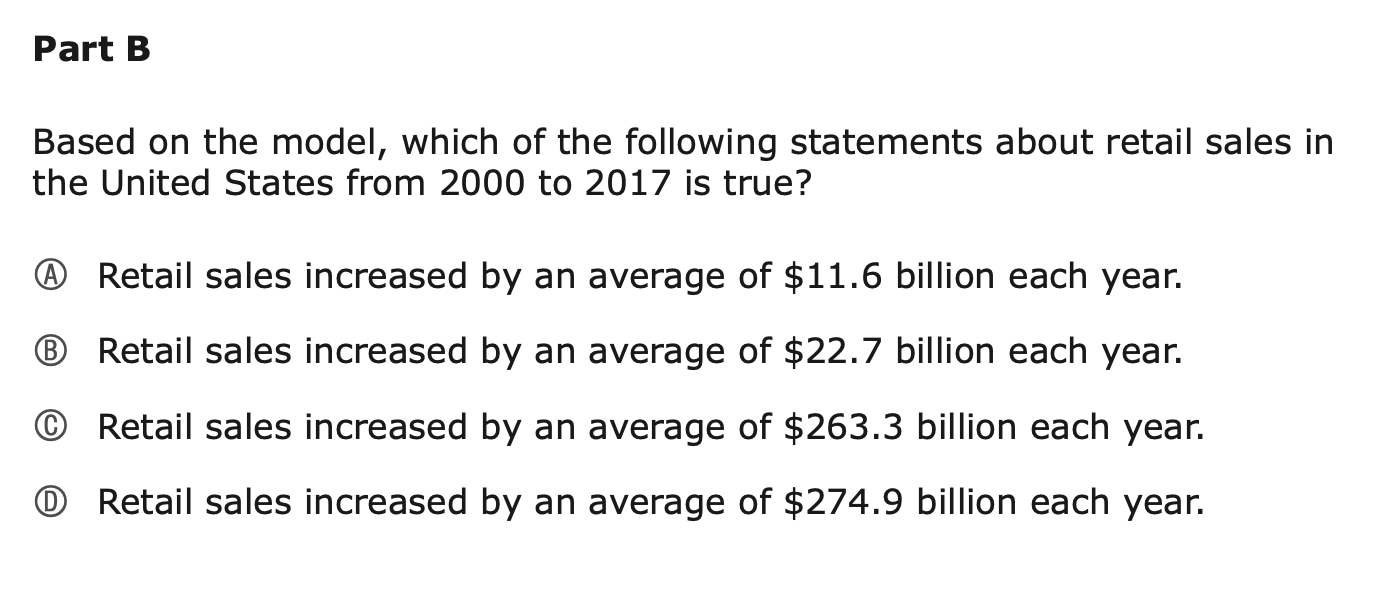 Part B
Based on the model, which of the following statements about retail sales in
the United States from 2000 to 2017 is true?
Ⓐ Retail sales increased by an average of $11.6 billion each year.
Ⓑ Retail sales increased by an average of $22.7 billion each year.
Ⓒ Retail sales increased by an average of $263.3 billion each year.
Ⓓ Retail sales increased by an average of $274.9 billion each year.